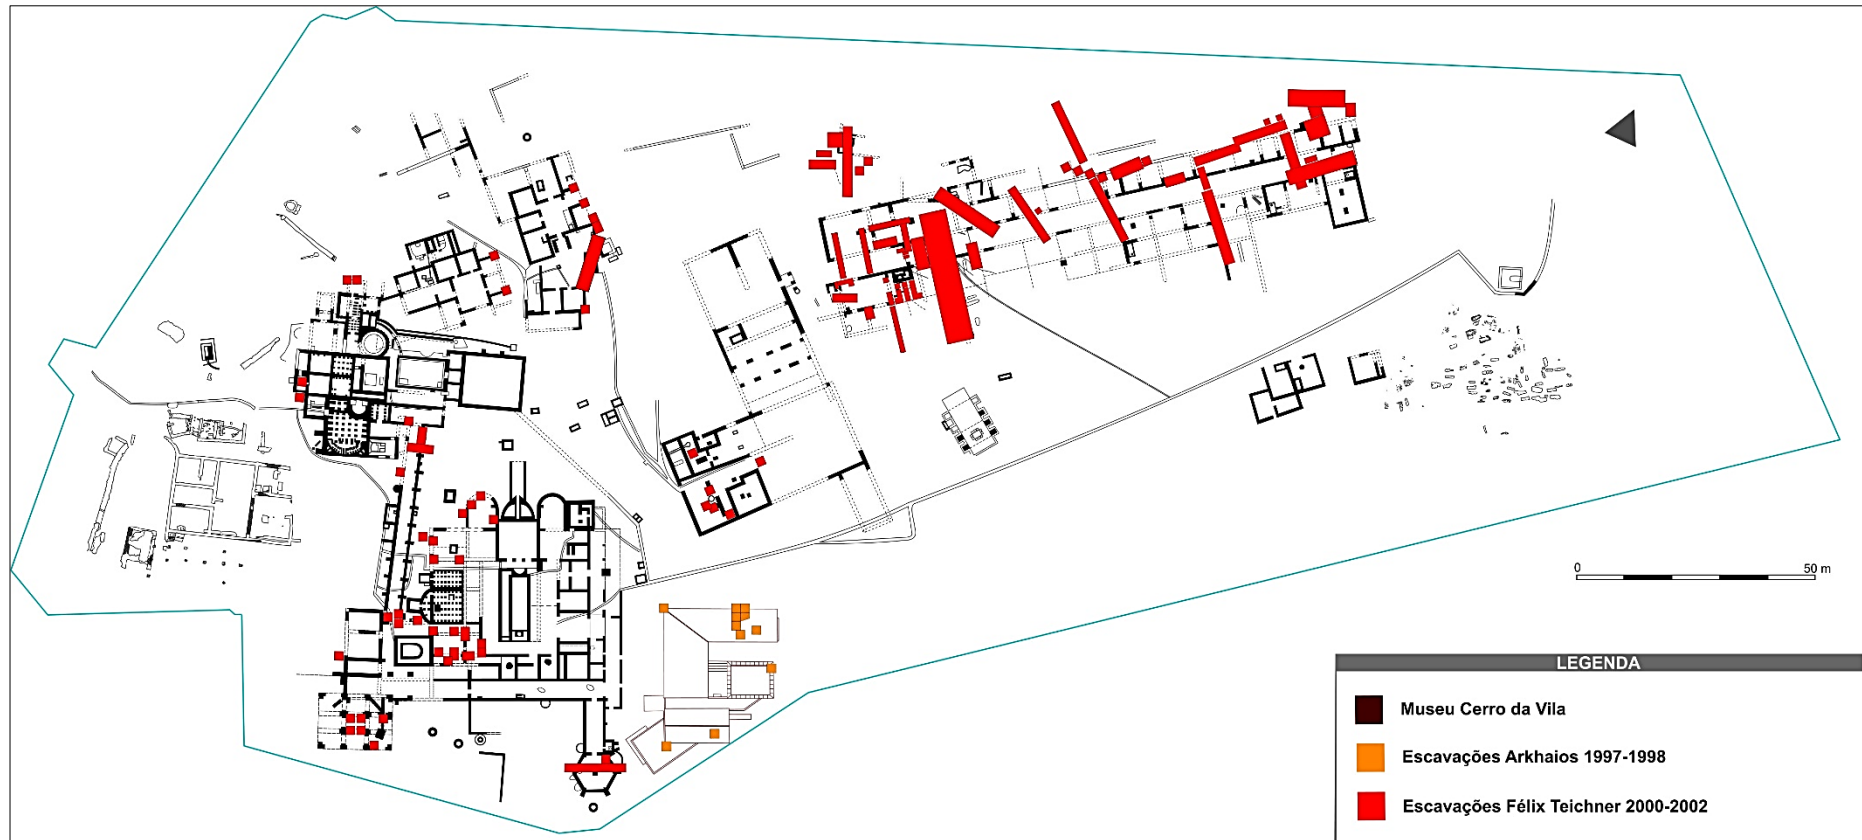 0 50 m
LEGENDA
Museu Cerro da Vila
Escavações Arkhaios 1997-1998
Escavações Félix Teichner 2000-2002